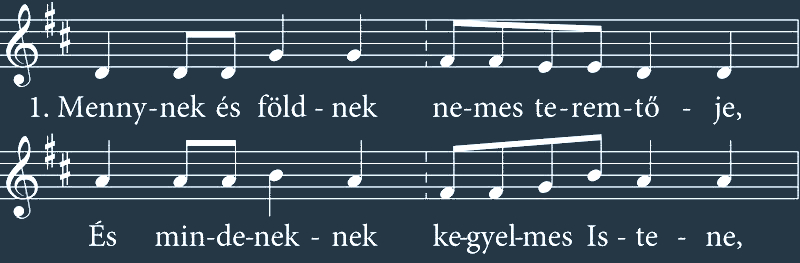 1. Menny-nek és föld - nek ne-mes te-rem-tő - je,
És min-de-nek - nek ke-gyel-mes Is - te - ne,